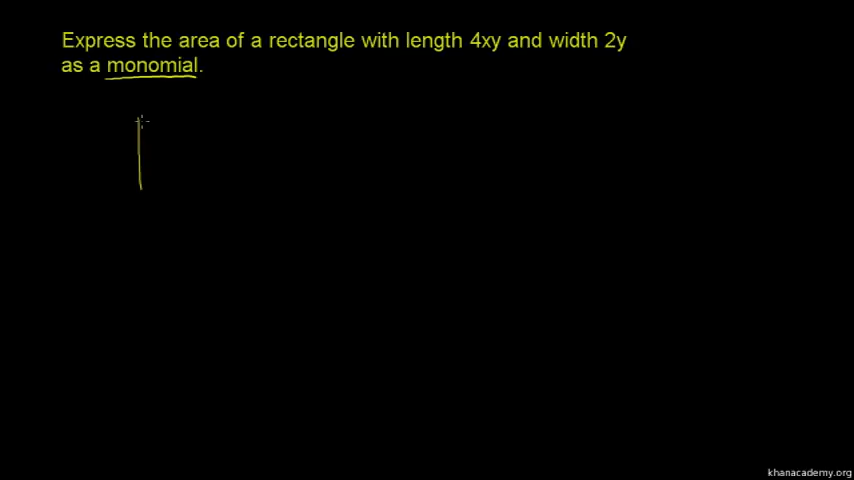 Express the area of a rectangle with length 4xy and width 2y
as a monomial.
khanacademy.org